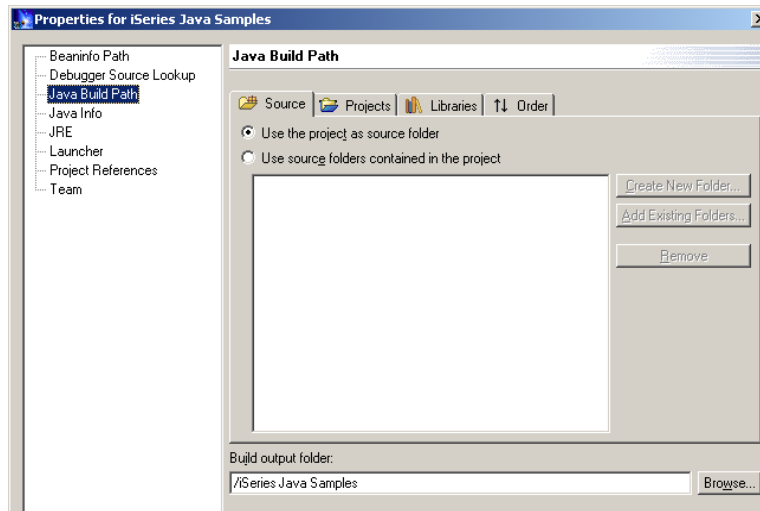 Properties for iSeries Java Samples
Beaninfo Path
Debugger Source Lookup
Java Build Path
Java Info
JRE
Launcher
Project References
Team
Java Build Path
Source
Projects
Libraries
Order
Use the project as source folder
Use source folders contained in the project
Create New Folder...
Add Existing Folders...
Remove
Build output folder:
/iSeries Java Samples
Browse...